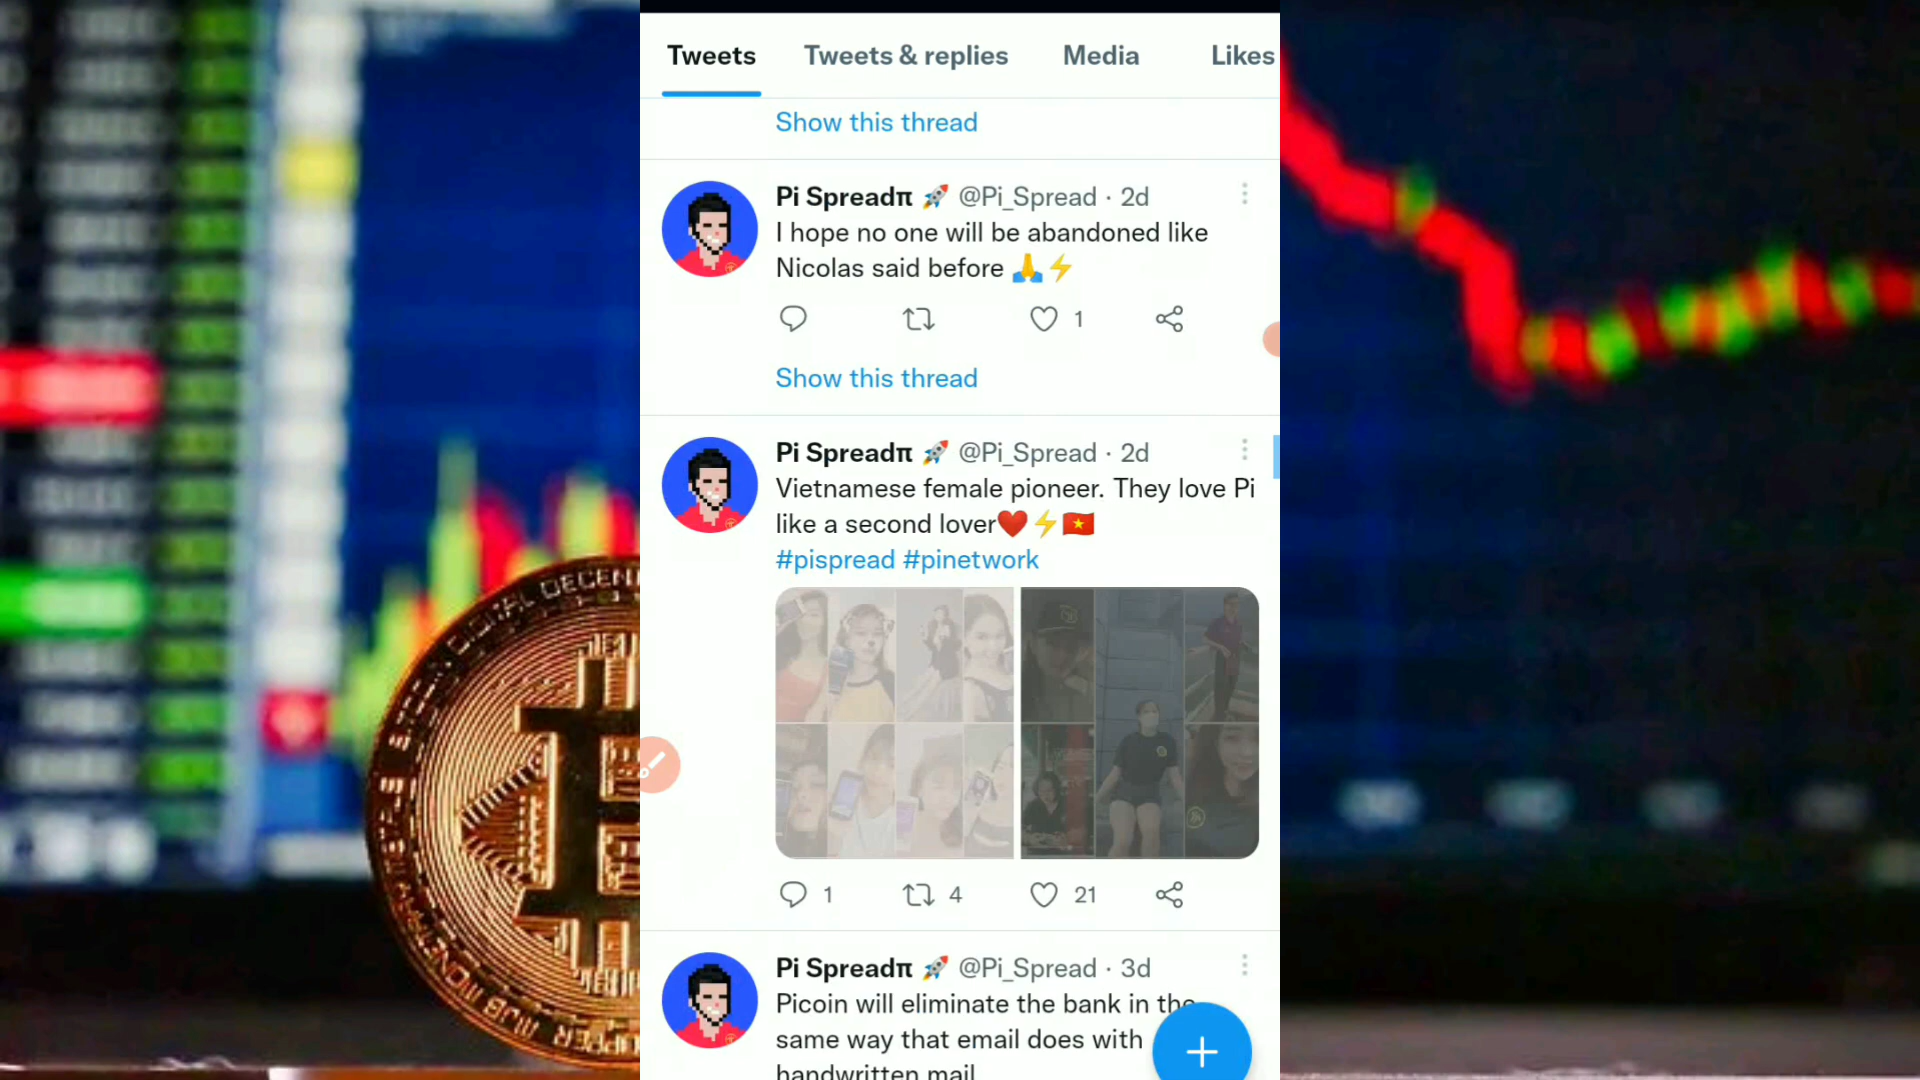 Tweets Tweets & replies Media Likes
Show this thread
Pi Spreadπ 🚀 @Pi_Spread · 2d
I hope no one will be abandoned like
Nicolas said before 🙏⚡
1
Show this thread
Pi Spreadπ 🚀 @Pi_Spread · 2d
Vietnamese female pioneer. They love Pi
like a second lover❤️⚡🇻🇳
#pispread #pinetwork
1 4 21
Pi Spreadπ 🚀 @Pi_Spread · 3d
Picoin will eliminate the bank in the
same way that email does with
handwritten mail
DIGITAL DECEN